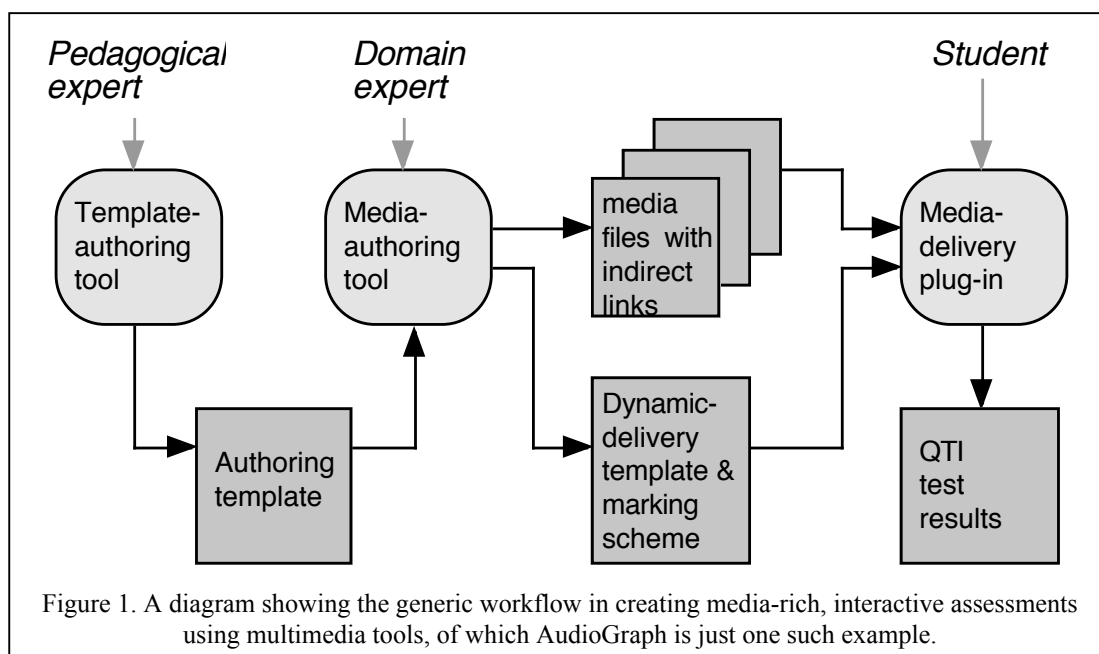 Pedagogical
expert
Domain
expert
Student
Template-
authoring
tool
Media-
authoring
tool
media
files with
indirect
links
Media-
delivery
plug-in
Authoring
template
Dynamic-
delivery
template &
marking
scheme
QTI
test
results
Figure 1. A diagram showing the generic workflow in creating media-rich, interactive assessments
using multimedia tools, of which AudioGraph is just one such example.